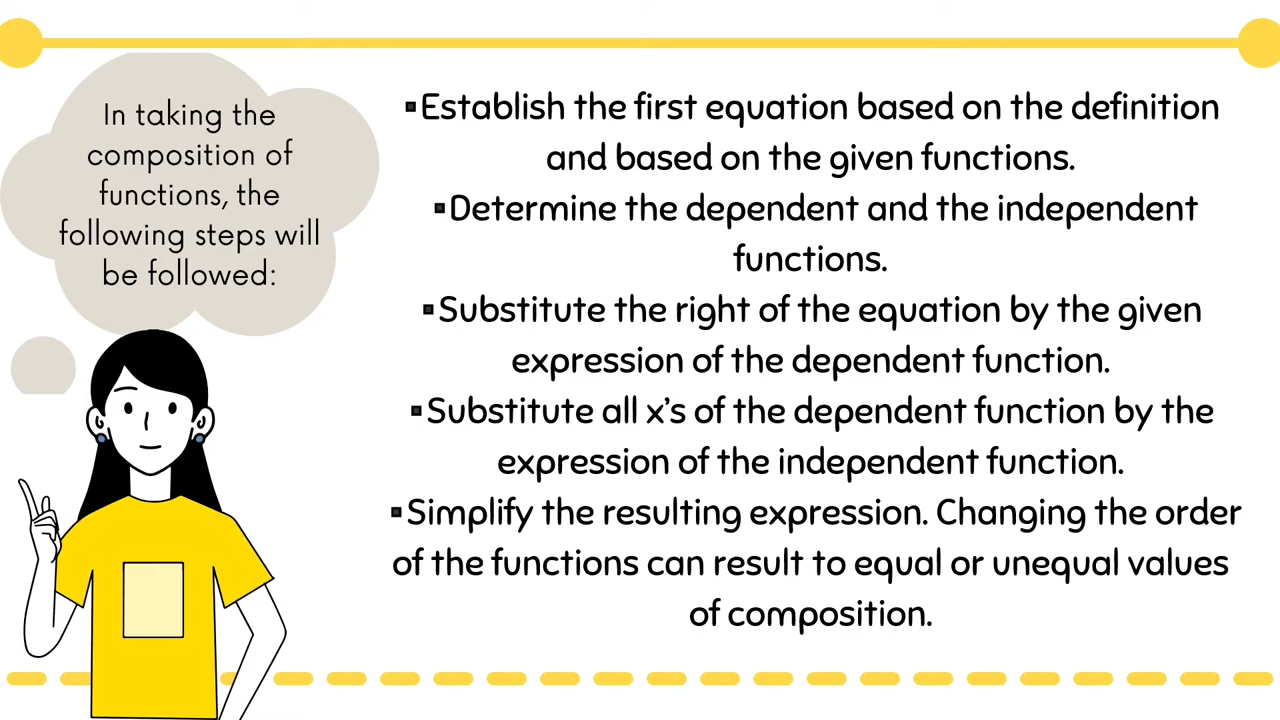 In taking the
composition of
functions, the
following steps will
be followed:
▪Establish the first equation based on the definition
and based on the given functions.
▪Determine the dependent and the independent
functions.
▪Substitute the right of the equation by the given
expression of the dependent function.
▪Substitute all x's of the dependent function by the
expression of the independent function.
▪Simplify the resulting expression. Changing the order
of the functions can result to equal or unequal values
of composition.